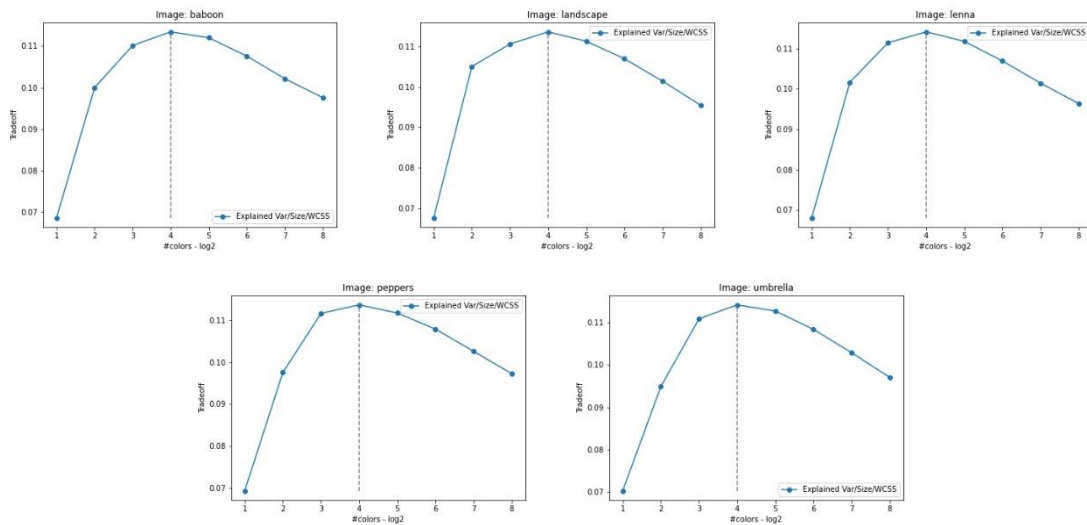 Image: baboon
0.11
0.10
0.09
0.08
0.07
Tradeoff
Explained Var/Size/WCSS
1 2 3 4 5 6 7 8
#colors - log2
Image: landscape
Explained Var/Size/WCSS
0.11
0.10
0.09
0.08
0.07
Tradeoff
1 2 3 4 5 6 7 8
#colors - log2
Image: lenna
Explained Var/Size/WCSS
0.11
0.10
0.09
0.08
0.07
Tradeoff
1 2 3 4 5 6 7 8
#colors - log2
Image: peppers
Explained Var/Size/WCSS
0.11
0.10
0.09
0.08
0.07
Tradeoff
1 2 3 4 5 6 7 8
#colors - log2
Image: umbrella
0.11
0.10
0.09
0.08
0.07
Tradeoff
Explained Var/Size/WCSS
1 2 3 4 5 6 7 8
#colors - log2